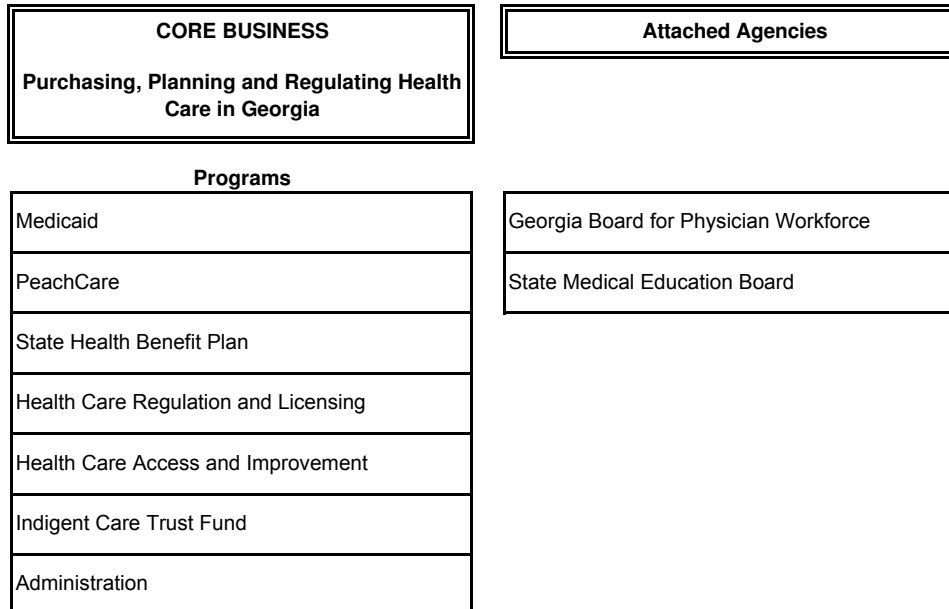 CORE BUSINESS
Purchasing, Planning and Regulating Health
Care in Georgia
Attached Agencies
Programs
Medicaid
PeachCare
State Health Benefit Plan
Health Care Regulation and Licensing
Health Care Access and Improvement
Indigent Care Trust Fund
Administration
Georgia Board for Physician Workforce
State Medical Education Board